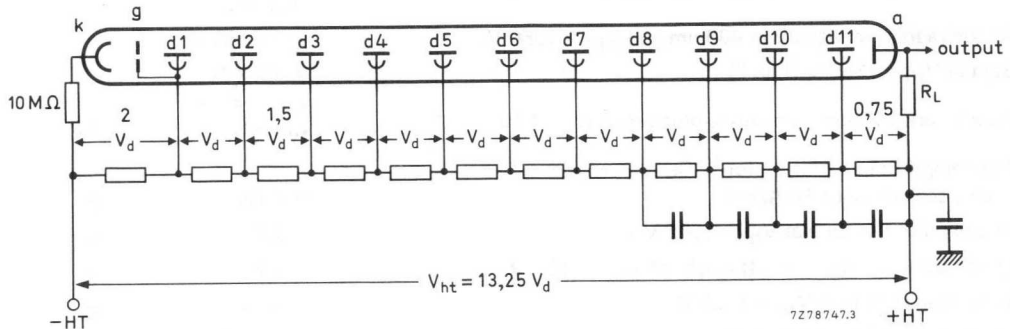 k g d1 d2 d3 d4 d5 d6 d7 d8 d9 d10 d11 a
output
10 MΩ
R_L
2 1,5 0,75
V_d V_d V_d V_d V_d V_d V_d V_d V_d V_d V_d V_d
V_ht = 13,25 V_d
−HT
7Z78747.3
+HT